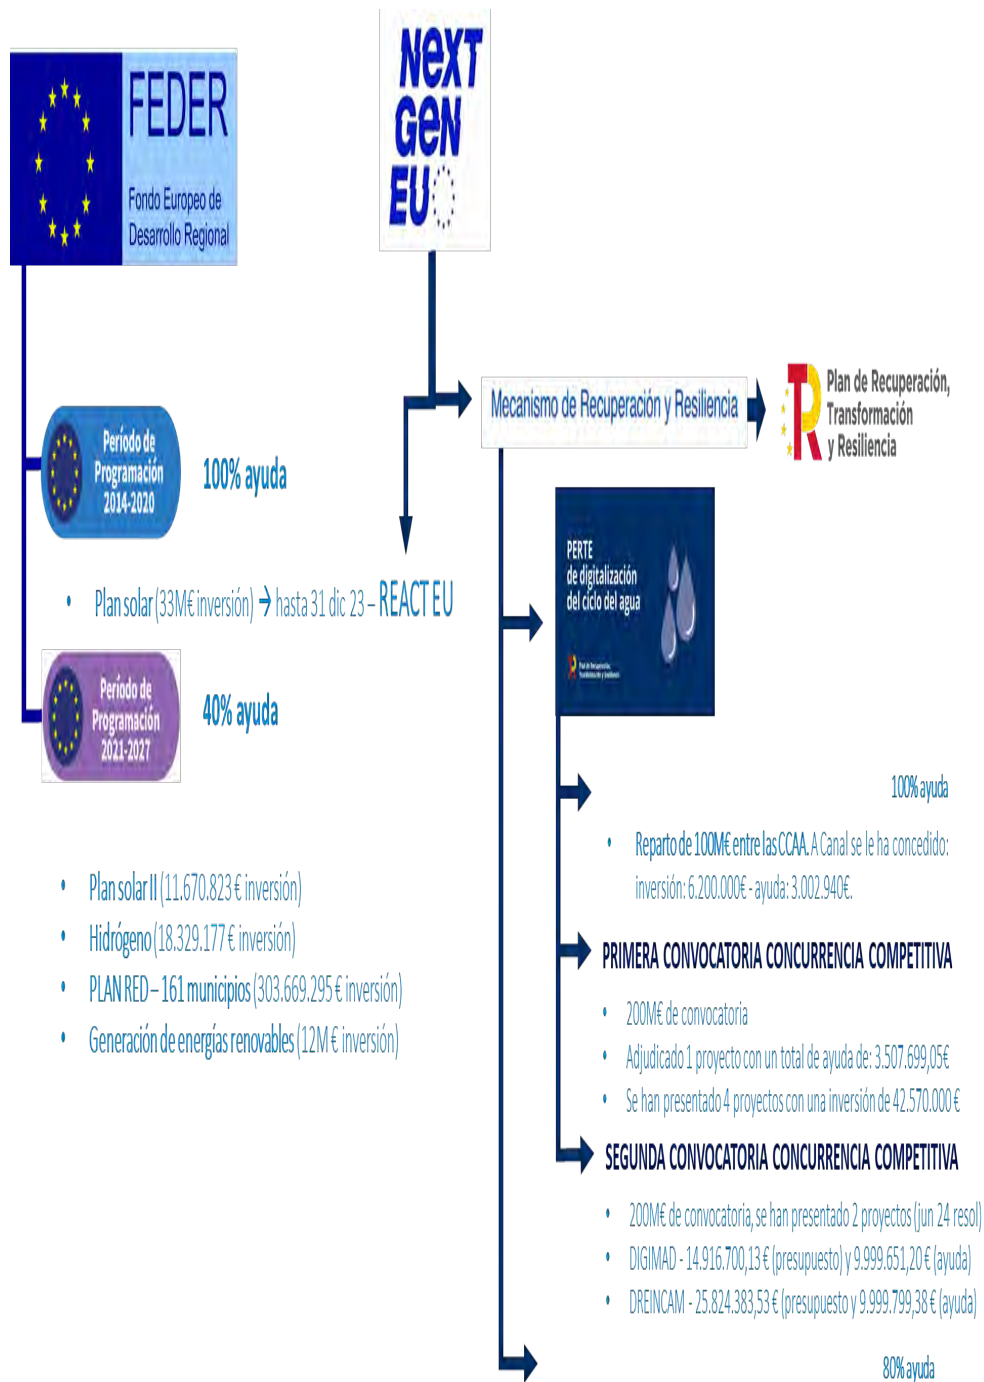 FEDER
Fondo Europeo de
Desarrollo Regional
NEXT
GEN
EU
Mecanismo de Recuperación y Resiliencia
Plan de Recuperación,
Transformación
y Resiliencia
Período de
Programación
2014-2020
100% ayuda
• Plan solar (33M€ inversión) → hasta 31 dic 23 – REACT EU
Período de
Programación
2021-2027
40% ayuda
• Plan solar II (11.670.823 € inversión)
• Hidrógeno (18.329.177 € inversión)
• PLAN RED – 161 municipios (303.669.295 € inversión)
• Generación de energías renovables (12M € inversión)
PERTE
de digitalización
del ciclo del agua
Plan de Recuperación,
Transformación y Resiliencia
100% ayuda
• Reparto de 100M€ entre las CCAA. A Canal se le ha concedido:
inversión: 6.200.000€ - ayuda: 3.002.940€.
PRIMERA CONVOCATORIA CONCURRENCIA COMPETITIVA
• 200M€ de convocatoria
• Adjudicado 1 proyecto con un total de ayuda de: 3.507.699,05€
• Se han presentado 4 proyectos con una inversión de 42.570.000 €
SEGUNDA CONVOCATORIA CONCURRENCIA COMPETITIVA
• 200M€ de convocatoria, se han presentado 2 proyectos (jun 24 resol)
• DIGIMAD - 14.916.700,13 € (presupuesto) y 9.999.651,20 € (ayuda)
• DREINCAM - 25.824.383,53 € (presupuesto y 9.999.799,38 € (ayuda)
80% ayuda